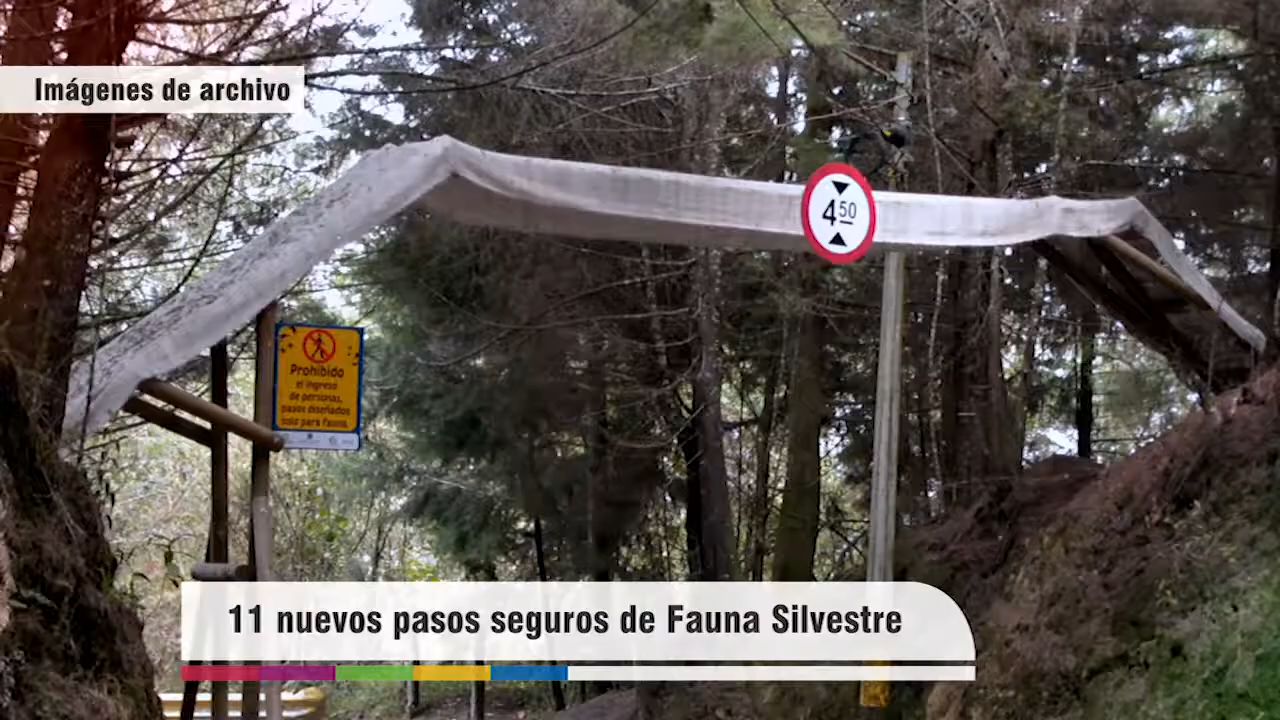 Imágenes de archivo
4 50
Prohibido
el ingreso
de personas,
pasos diseñados
solo para fauna.
11 nuevos pasos seguros de Fauna Silvestre